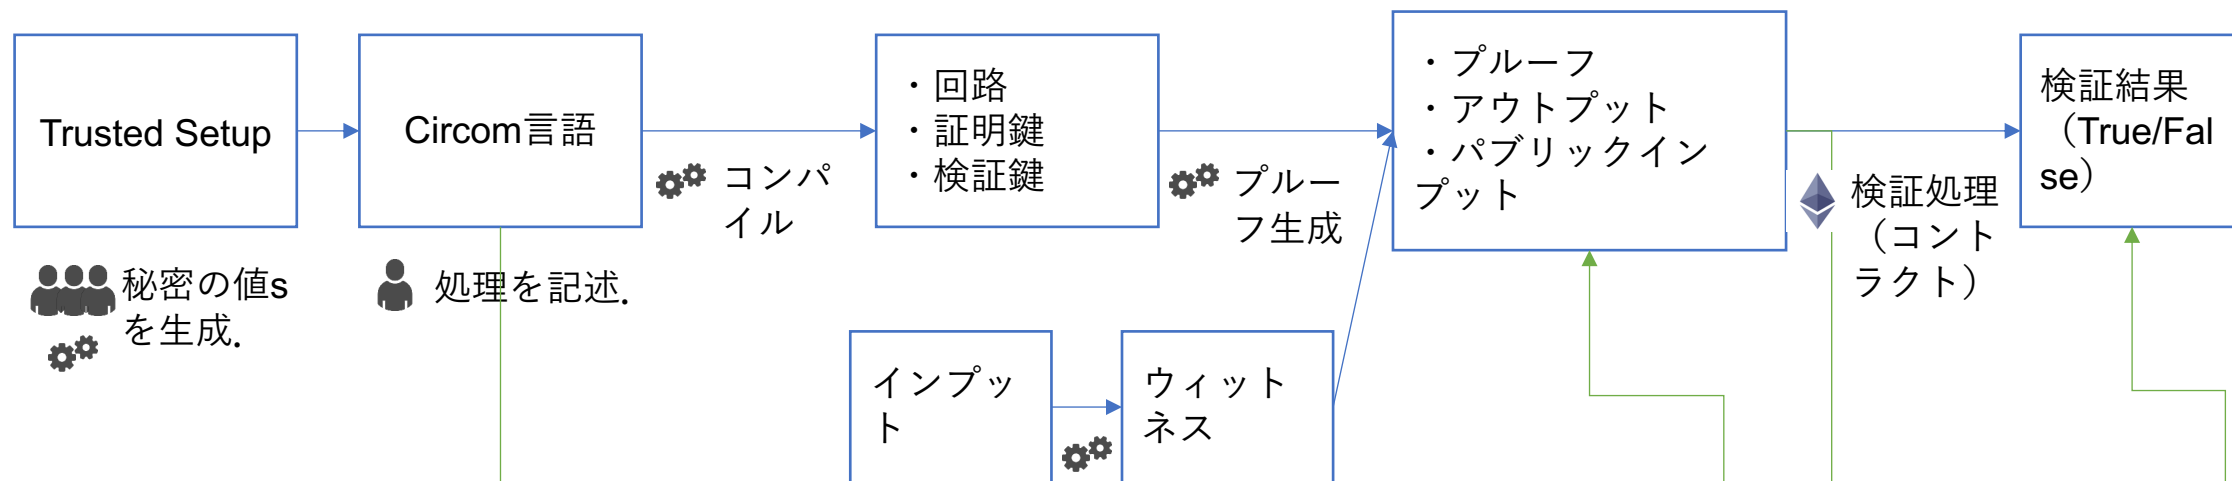 Trusted Setup
秘密の値s
を生成.
Circom言語
処理を記述.
コンパ
イル
・回路
・証明鍵
・検証鍵
プルー
フ生成
インプッ
ト
ウィット
ネス
・プルーフ
・アウトプット
・パブリックイン
プット
検証処理
（コント
ラクト）
検証結果
（True/Fal
se）